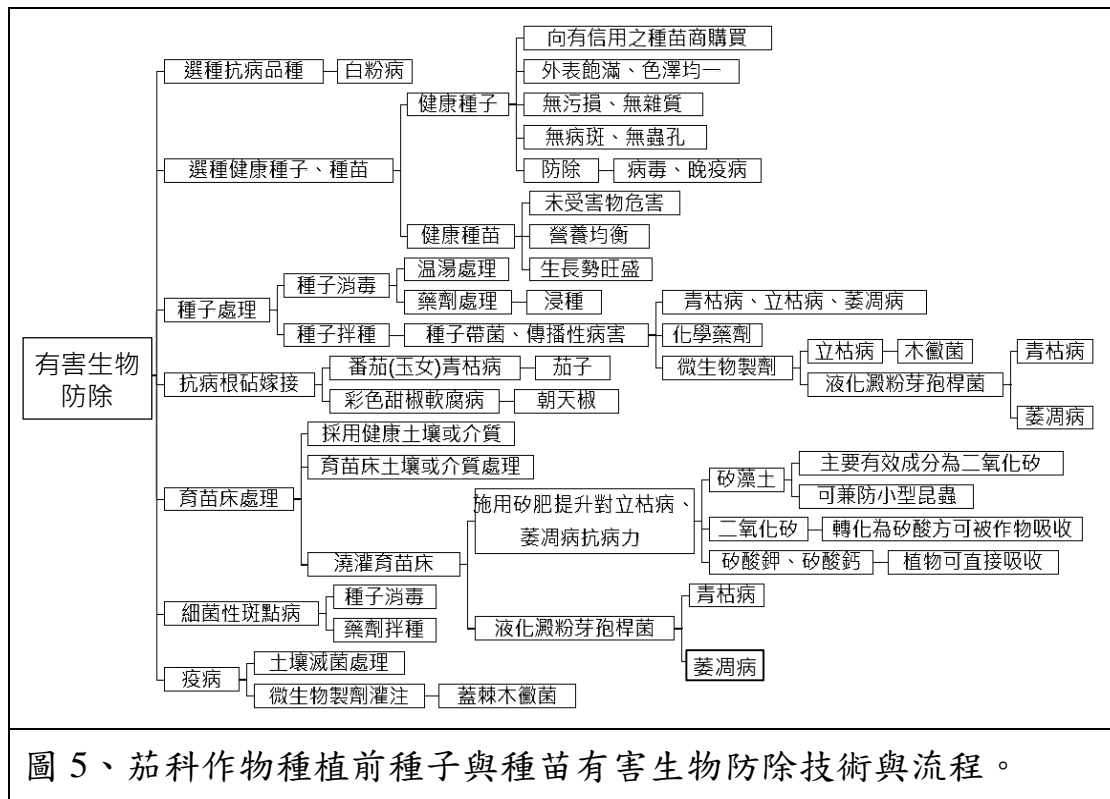 有害生物
防除
選種抗病品種
白粉病
選種健康種子、種苗
健康種子
向有信用之種苗商購買
外表飽滿、色澤均一
無污損、無雜質
無病斑、無蟲孔
防除
病毒、晚疫病
健康種苗
未受害物危害
營養均衡
生長勢旺盛
種子處理
種子消毒
温湯處理
藥劑處理
浸種
種子拌種
種子帶菌、傳播性病害
青枯病、立枯病、萎凋病
化學藥劑
微生物製劑
立枯病
木黴菌
液化澱粉芽孢桿菌
青枯病
萎凋病
抗病根砧嫁接
番茄(玉女)青枯病
茄子
彩色甜椒軟腐病
朝天椒
育苗床處理
採用健康土壤或介質
育苗床土壤或介質處理
澆灌育苗床
施用矽肥提升對立枯病、
萎凋病抗病力
矽藻土
主要有效成分為二氧化矽
可兼防小型昆蟲
二氧化矽
轉化為矽酸方可被作物吸收
矽酸鉀、矽酸鈣
植物可直接吸收
液化澱粉芽孢桿菌
青枯病
萎凋病
細菌性斑點病
種子消毒
藥劑拌種
疫病
土壤滅菌處理
微生物製劑灌注
蓋棘木黴菌
圖 5、茄科作物種植前種子與種苗有害生物防除技術與流程。